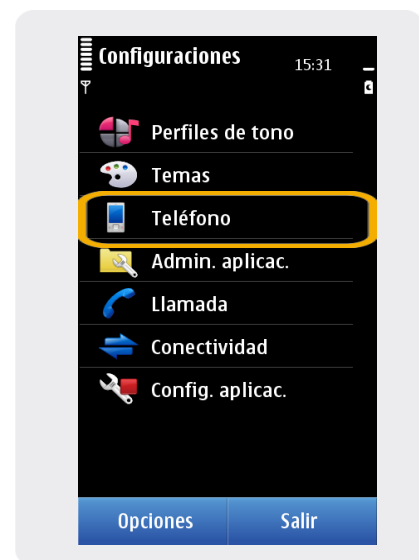 Configuraciones
15:31
Perfiles de tono
Temas
Teléfono
Admin. aplicac.
Llamada
Conectividad
Config. aplicac.
Opciones
Salir